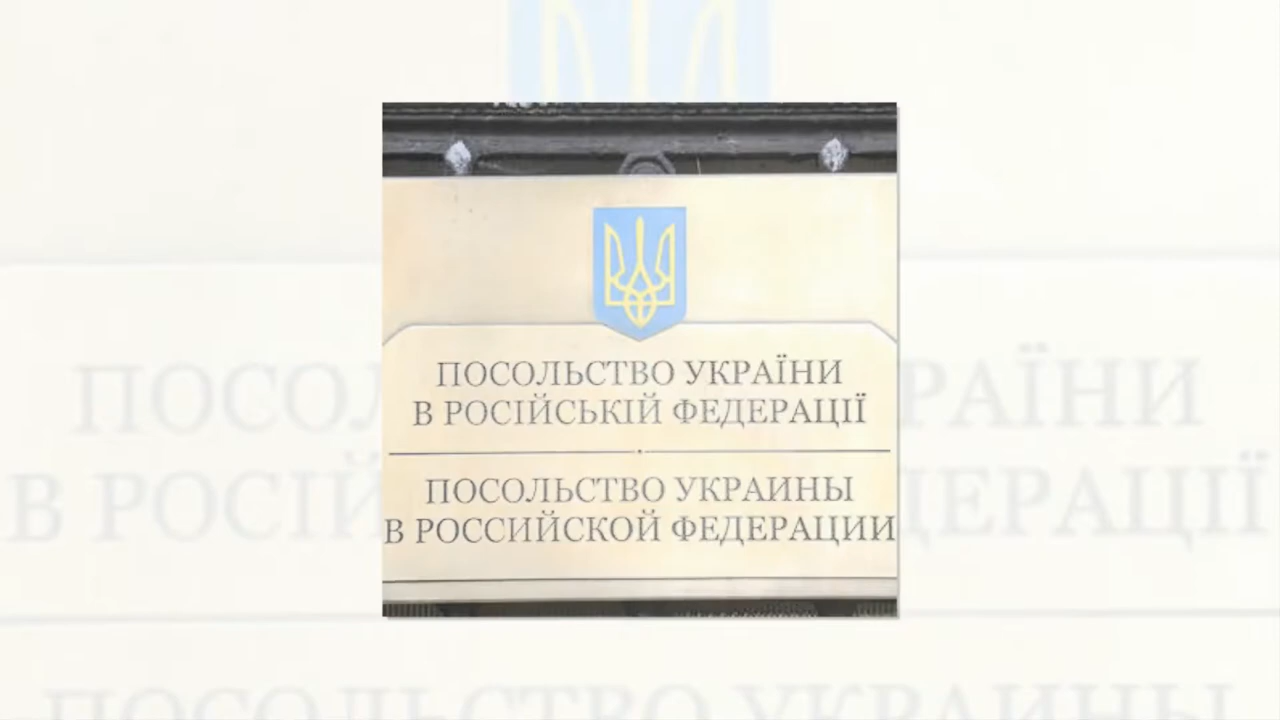 ПОСОЛЬСТВО УКРАЇНИ
В РОСІЙСЬКІЙ ФЕДЕРАЦІЇ
ПОСОЛЬСТВО УКРАИНЫ
В РОССИЙСКОЙ ФЕДЕРАЦИИ